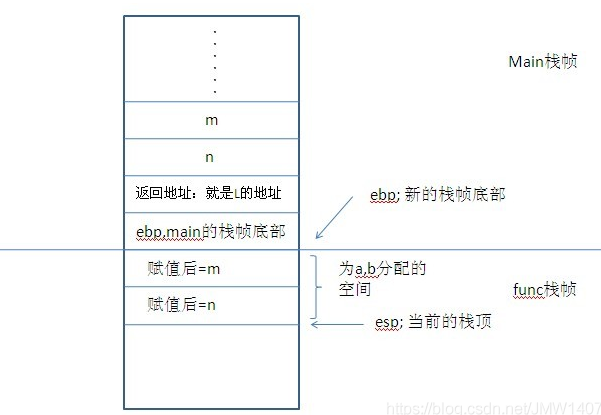 Main栈帧
m
n
返回地址：就是L的地址
ebp; 新的栈帧底部
ebp,main的栈帧底部
赋值后=m
为a,b分配的
空间
func栈帧
赋值后=n
esp; 当前的栈顶
https://blog.csdn.net/JMW1407